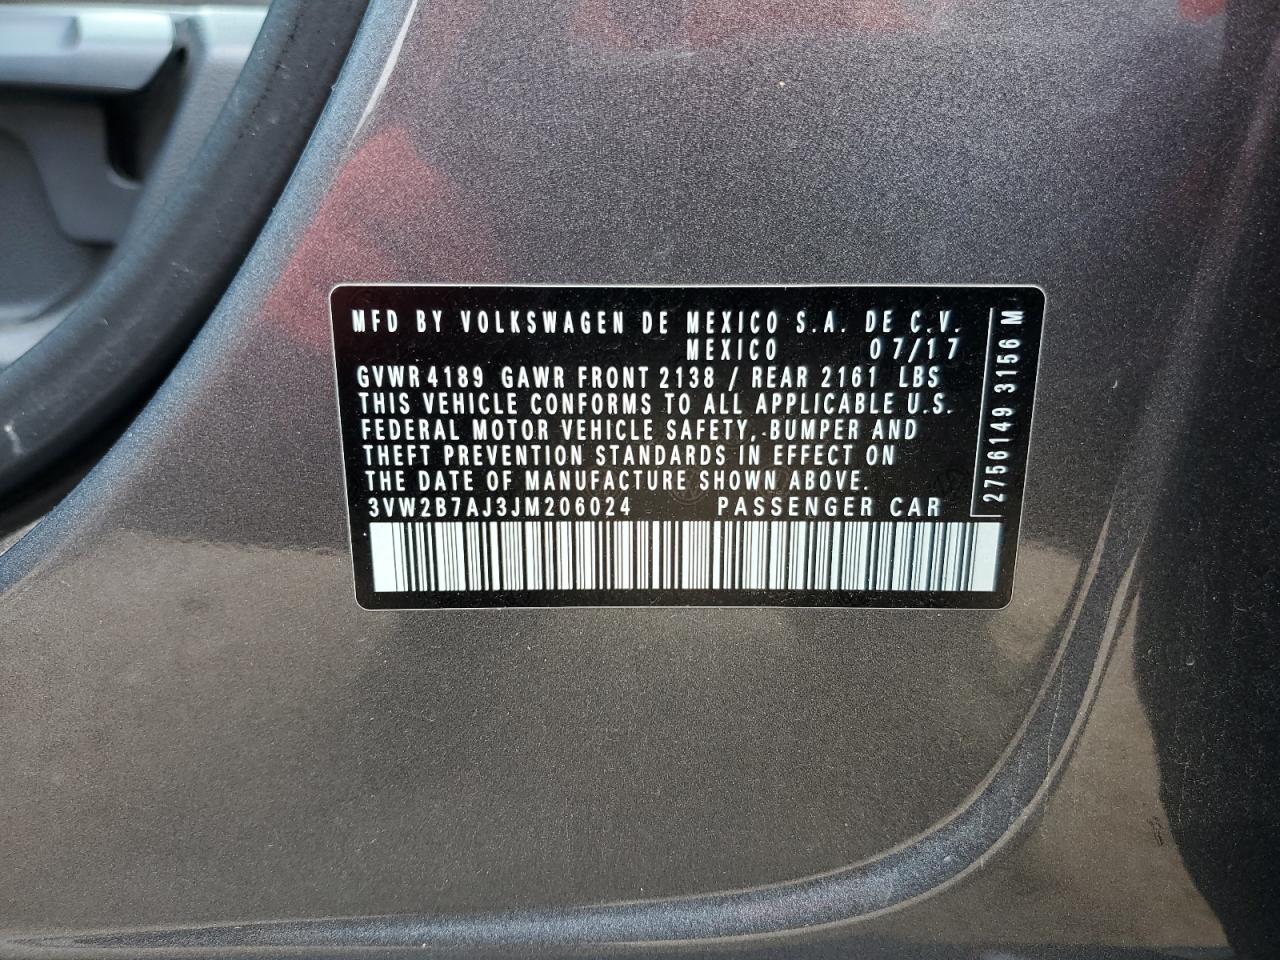 MFD BY VOLKSWAGEN DE MEXICO S.A. DE C.V.
MEXICO 07/17
GVWR 4189 GAWR FRONT 2138 / REAR 2161 LBS
THIS VEHICLE CONFORMS TO ALL APPLICABLE U.S.
FEDERAL MOTOR VEHICLE SAFETY, BUMPER AND
THEFT PREVENTION STANDARDS IN EFFECT ON
THE DATE OF MANUFACTURE SHOWN ABOVE.
3VW2B7AJ3JM206024 PASSENGER CAR
2756149 3156 M